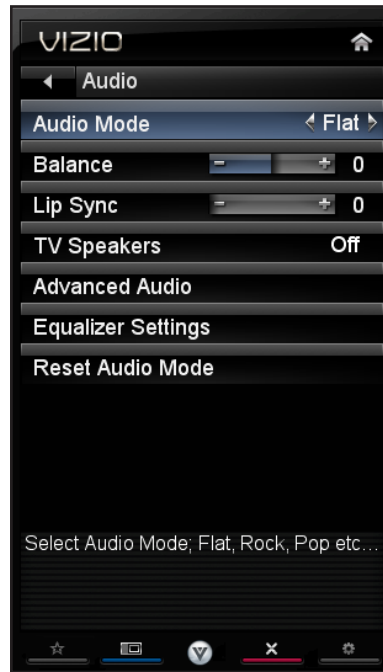 VIZIO
Audio
Audio Mode Flat
Balance - + 0
Lip Sync - + 0
TV Speakers Off
Advanced Audio
Equalizer Settings
Reset Audio Mode
Select Audio Mode; Flat, Rock, Pop etc...
V